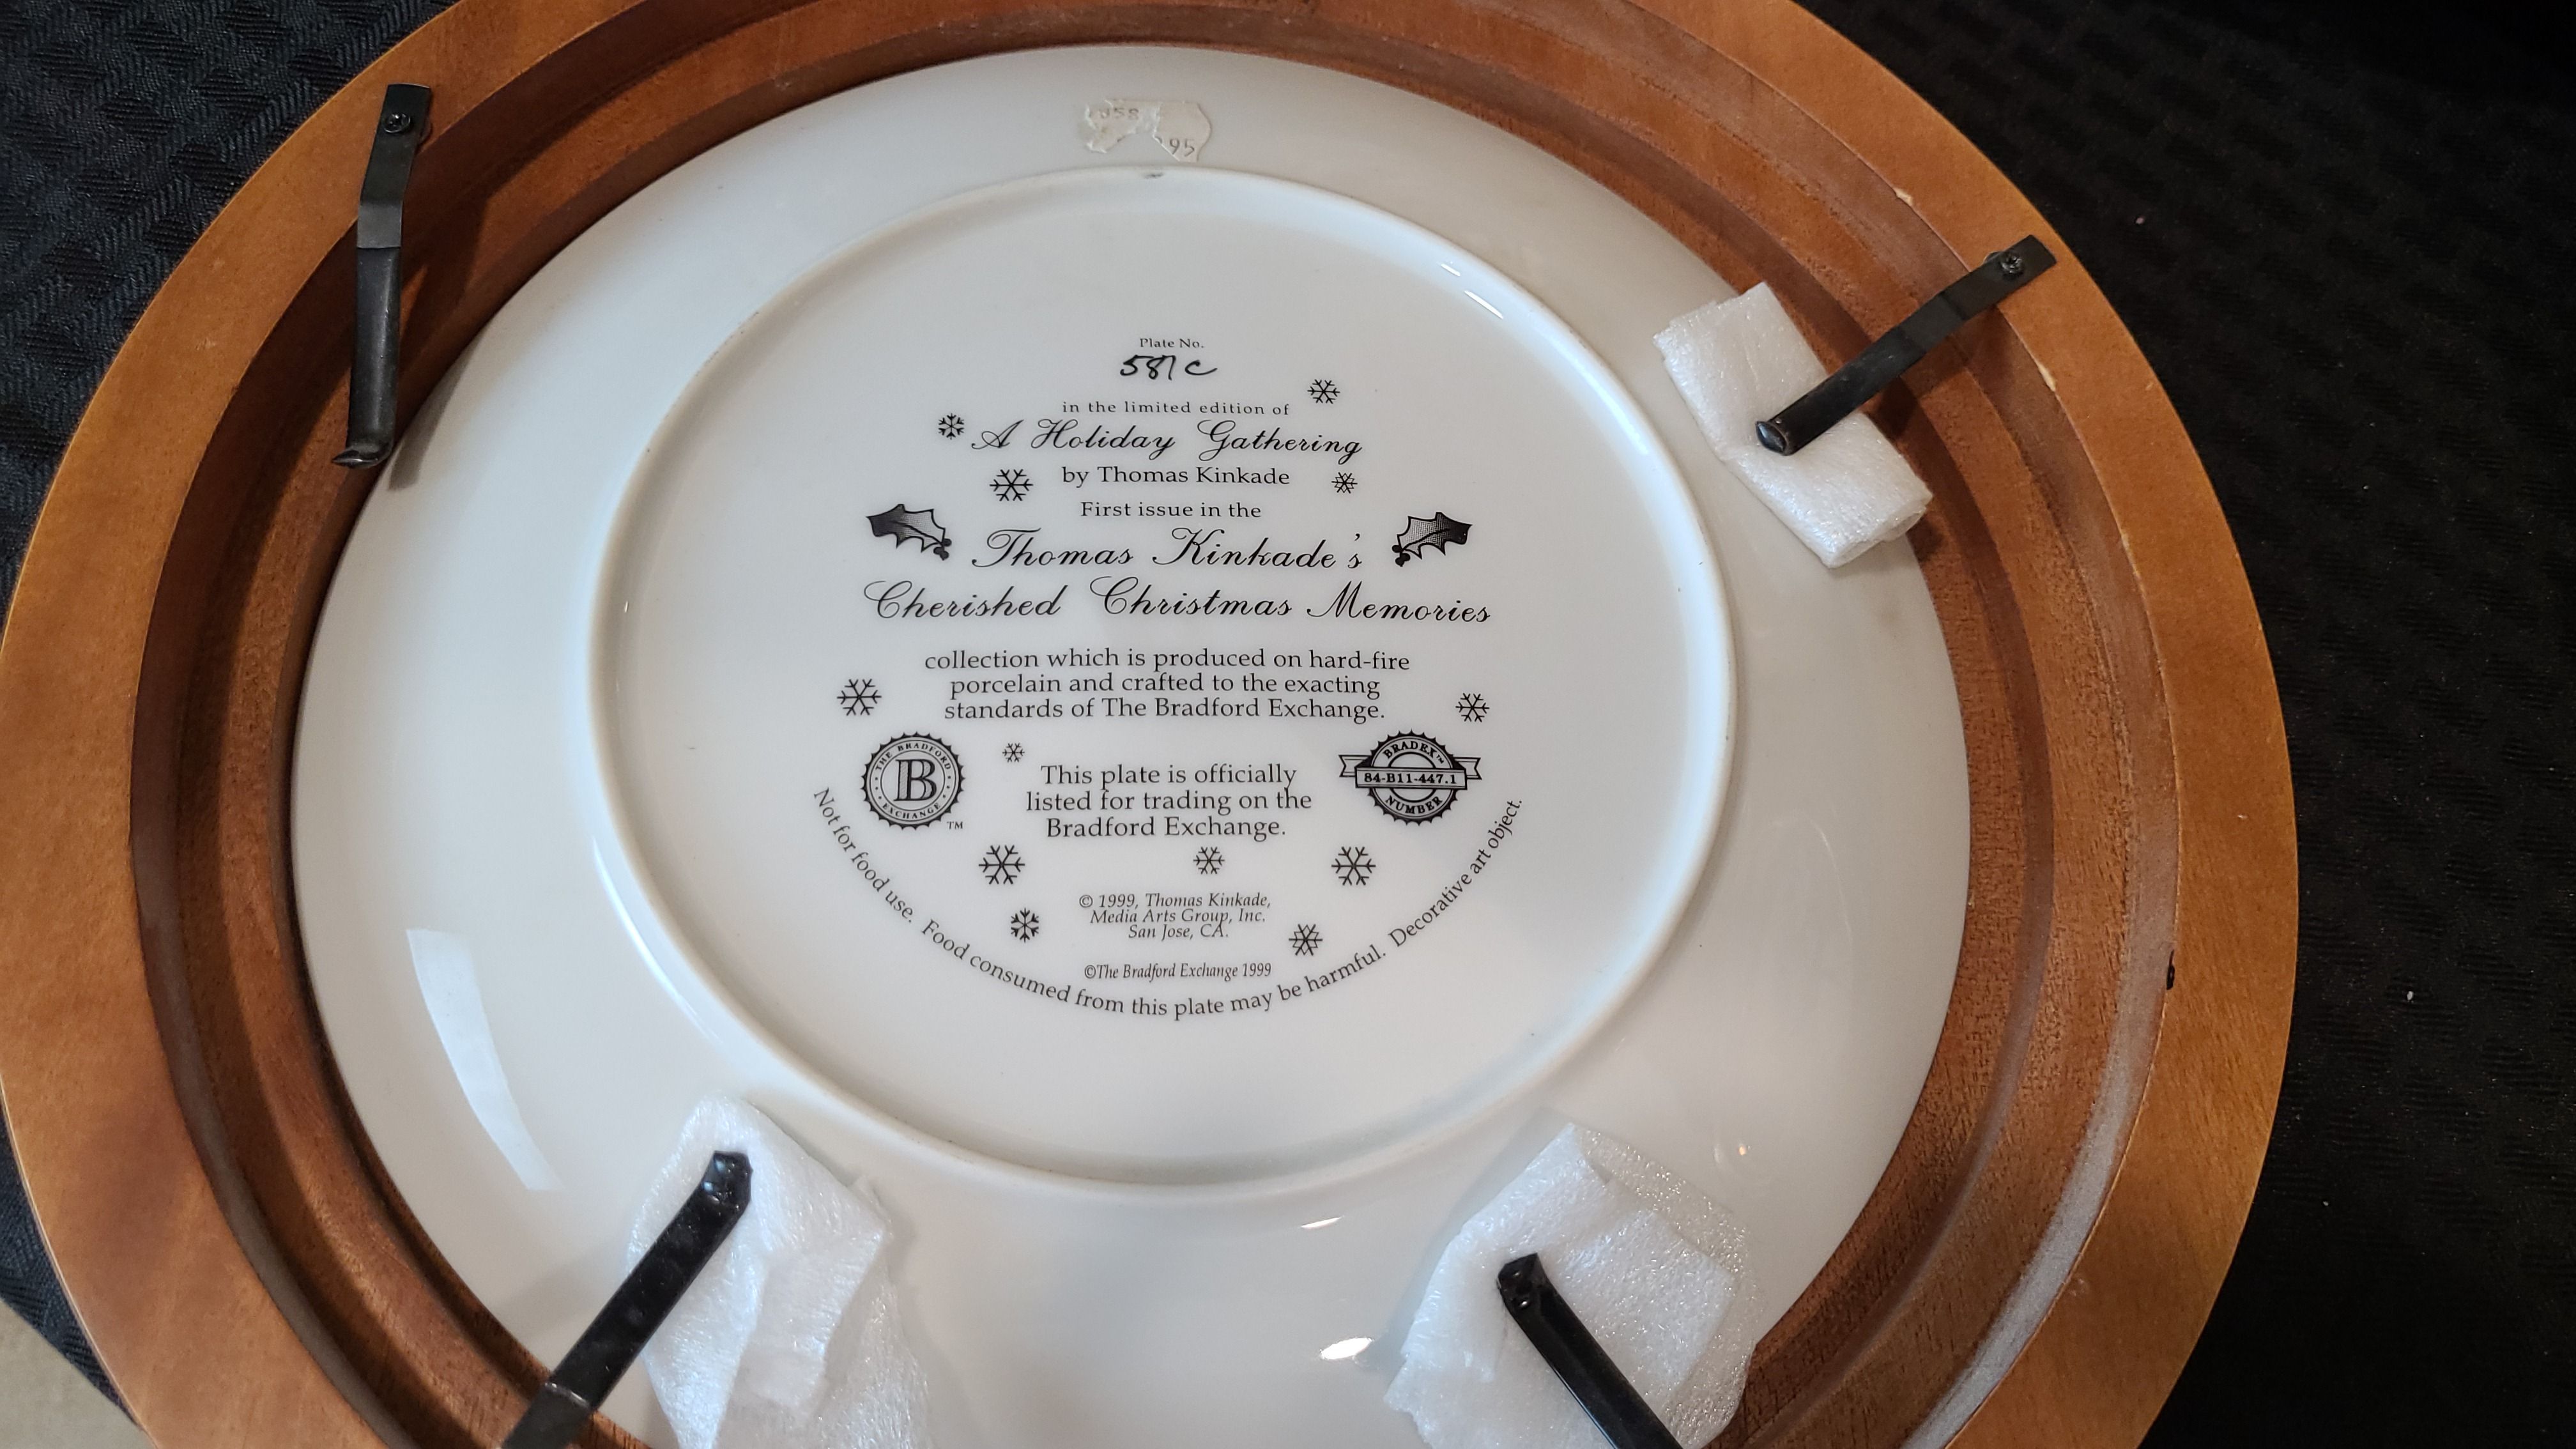 058
95
Plate No.
581C
in the limited edition of
A Holiday Gathering
by Thomas Kinkade
First issue in the
Thomas Kinkade's
Cherished Christmas Memories
collection which is produced on hard-fire
porcelain and crafted to the exacting
standards of The Bradford Exchange.
THE BRADFORD
B
EXCHANGE
TM
This plate is officially
listed for trading on the
Bradford Exchange.
BRADEX™
84-B11-447.1
NUMBER
© 1999, Thomas Kinkade,
Media Arts Group, Inc.
San Jose, CA.
©The Bradford Exchange 1999
Not for food use. Food consumed from this plate may be harmful. Decorative art object.